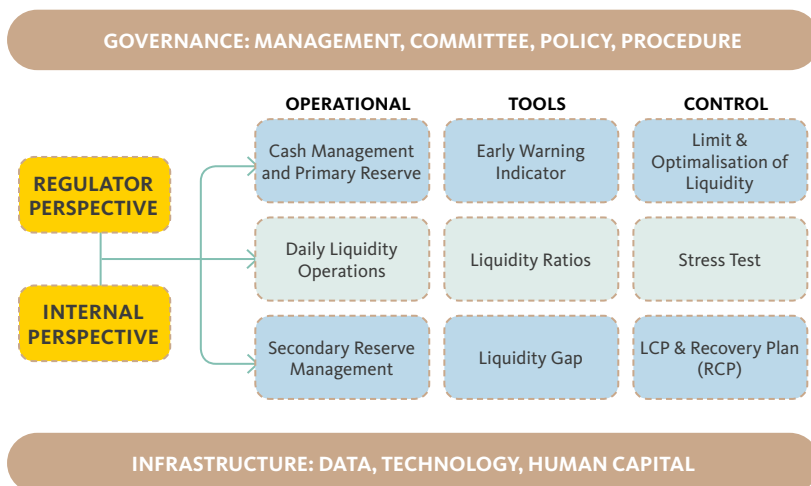 GOVERNANCE: MANAGEMENT, COMMITTEE, POLICY, PROCEDURE
OPERATIONAL
TOOLS
CONTROL
REGULATOR
PERSPECTIVE
INTERNAL
PERSPECTIVE
Cash Management
and Primary Reserve
Early Warning
Indicator
Limit &
Optimalisation of
Liquidity
Daily Liquidity
Operations
Liquidity Ratios
Stress Test
Secondary Reserve
Management
Liquidity Gap
LCP & Recovery Plan
(RCP)
INFRASTRUCTURE: DATA, TECHNOLOGY, HUMAN CAPITAL